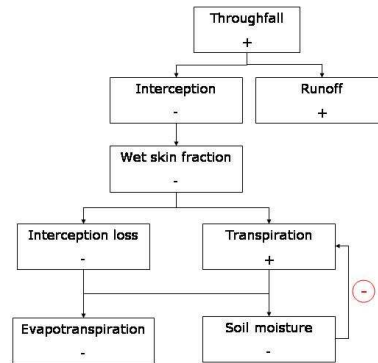 Throughfall
+
Interception
-
Runoff
+
Wet skin fraction
-
Interception loss
-
Transpiration
+
-
Evapotranspiration
-
Soil moisture
-